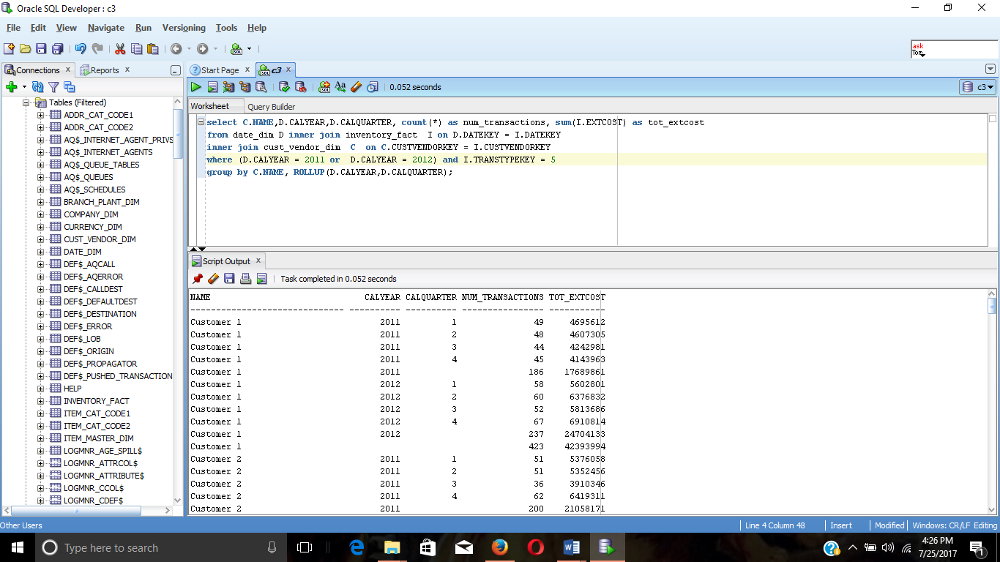 Oracle SQL Developer : c3
File Edit View Navigate Run Versioning Tools Help
ask
Tom
Connections x
Reports x
Start Page x
c3 x
0.052 seconds
c3
Worksheet Query Builder
Tables (Filtered)
ADDR_CAT_CODE1
ADDR_CAT_CODE2
AQ$_INTERNET_AGENT_PRIVS
AQ$_INTERNET_AGENTS
AQ$_QUEUE_TABLES
AQ$_QUEUES
AQ$_SCHEDULES
BRANCH_PLANT_DIM
COMPANY_DIM
CURRENCY_DIM
CUST_VENDOR_DIM
DATE_DIM
DEF$_AQCALL
DEF$_AQERROR
DEF$_CALLDEST
DEF$_DEFAULTDEST
DEF$_DESTINATION
DEF$_ERROR
DEF$_LOB
DEF$_ORIGIN
DEF$_PROPAGATOR
DEF$_PUSHED_TRANSACTION
HELP
INVENTORY_FACT
ITEM_CAT_CODE1
ITEM_CAT_CODE2
ITEM_MASTER_DIM
LOGMNR_AGE_SPILL$
LOGMNR_ATTRCOL$
LOGMNR_ATTRIBUTE$
LOGMNR_CCOL$
LOGMNR_CDEF$
select C.NAME,D.CALYEAR,D.CALQUARTER, count(*) as num_transactions, sum(I.EXTCOST) as tot_extcost
from date_dim D inner join inventory_fact  I on D.DATEKEY = I.DATEKEY
inner join cust_vendor_dim  C  on C.CUSTVENDORKEY = I.CUSTVENDORKEY
where (D.CALYEAR = 2011 or  D.CALYEAR = 2012) and I.TRANSTYPEKEY = 5
group by C.NAME, ROLLUP(D.CALYEAR,D.CALQUARTER);
Script Output x
Task completed in 0.052 seconds
NAME CALYEAR CALQUARTER NUM_TRANSACTIONS TOT_EXTCOST
------------------------------ ---------- ---------- ---------------- -----------
Customer 1 2011 1 49 4695612
Customer 1 2011 2 48 4607305
Customer 1 2011 3 44 4242981
Customer 1 2011 4 45 4143963
Customer 1 2011 186 17689861
Customer 1 2012 1 58 5602801
Customer 1 2012 2 60 6376832
Customer 1 2012 3 52 5813686
Customer 1 2012 4 67 6910814
Customer 1 2012 237 24704133
Customer 1 423 42393994
Customer 2 2011 1 51 5376058
Customer 2 2011 2 51 5352456
Customer 2 2011 3 36 3910346
Customer 2 2011 4 62 6419311
Customer 2 2011 200 21058171
Other Users
Line 4 Column 48 Insert Modified Windows: CR/LF Editing
Type here to search
4:26 PM
7/25/2017
1